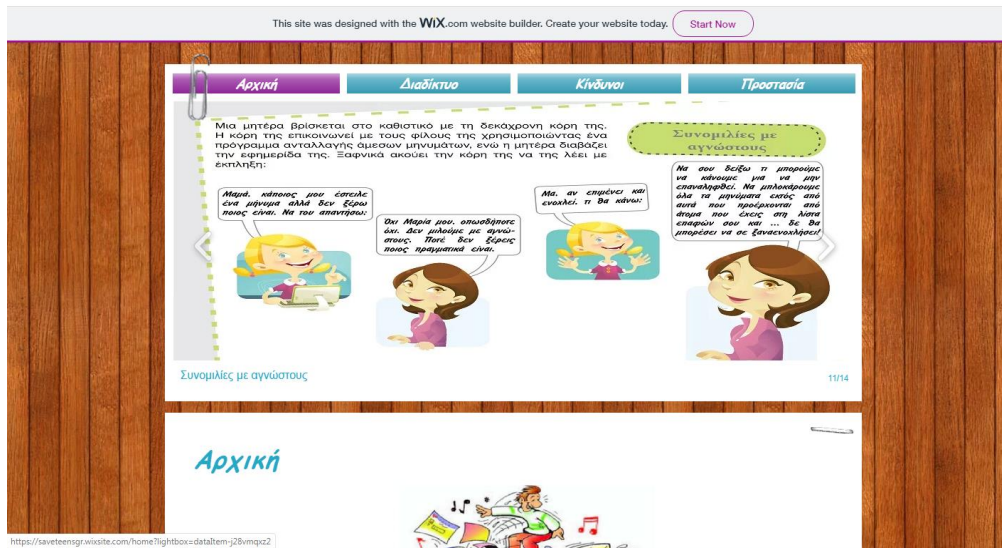 This site was designed with the WiX.com website builder. Create your website today. Start Now
Αρχική Διαδίκτυο Κίνδυνοι Προστασία
Μια μητέρα βρίσκεται στο καθιστικό με τη δεκάχρονη κόρη της.
Η κόρη της επικοινωνεί με τους φίλους της χρησιμοποιώντας ένα
πρόγραμμα ανταλλαγής άμεσων μηνυμάτων, ενώ η μητέρα διαβάζει
την εφημερίδα της. Ξαφνικά ακούει την κόρη της να της λέει με
έκπληξη:
Συνομιλίες με
αγνώστους
Μαμά, κάποιος μου έστειλε
ένα μήνυμα αλλά δεν ξέρω
ποιος είναι. Να του απαντήσω;
Όχι Μαρία μου, οπωσδήποτε
όχι. Δεν μιλούμε με αγνώ-
στους. Ποτέ δεν ξέρεις
ποιος πραγματικά είναι.
Μα, αν επιμένει και
ενοχλεί, τι θα κάνω;
Να σου δείξω τι μπορούμε
να κάνουμε για να μην
επαναληφθεί. Να μπλοκάρουμε
όλα τα μηνύματα εκτός από
αυτά που προέρχονται από
άτομα που έχεις στη λίστα
επαφών σου και ... δε θα
μπορέσει να σε ξαναενοχλήσει!
Συνομιλίες με αγνώστους
11/14
Αρχική
https://saveteensgr.wixsite.com/home?lightbox=dataItem-j28vmqxz2